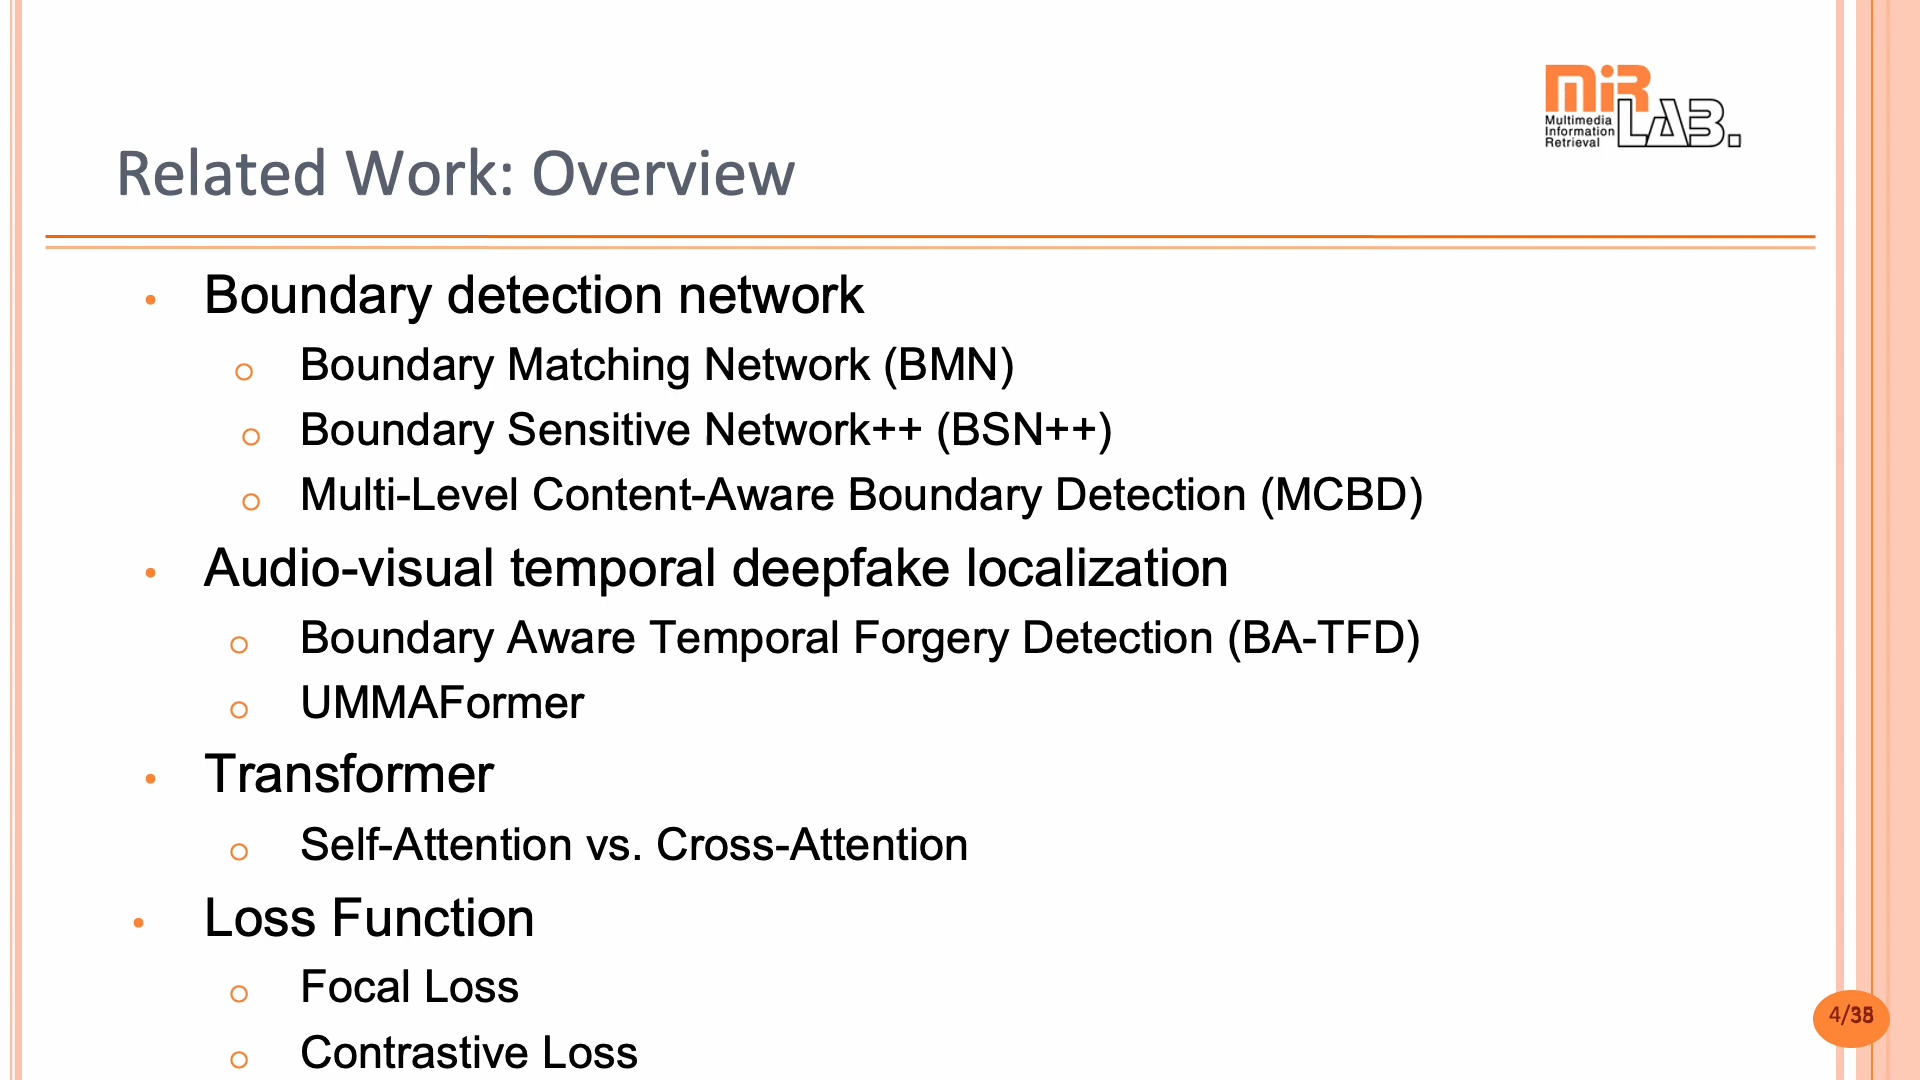 MiR LAB.
Multimedia
Information
Retrieval
Related Work: Overview
• Boundary detection network
o Boundary Matching Network (BMN)
o Boundary Sensitive Network++ (BSN++)
o Multi-Level Content-Aware Boundary Detection (MCBD)
• Audio-visual temporal deepfake localization
o Boundary Aware Temporal Forgery Detection (BA-TFD)
o UMMAFormer
• Transformer
o Self-Attention vs. Cross-Attention
• Loss Function
o Focal Loss
o Contrastive Loss